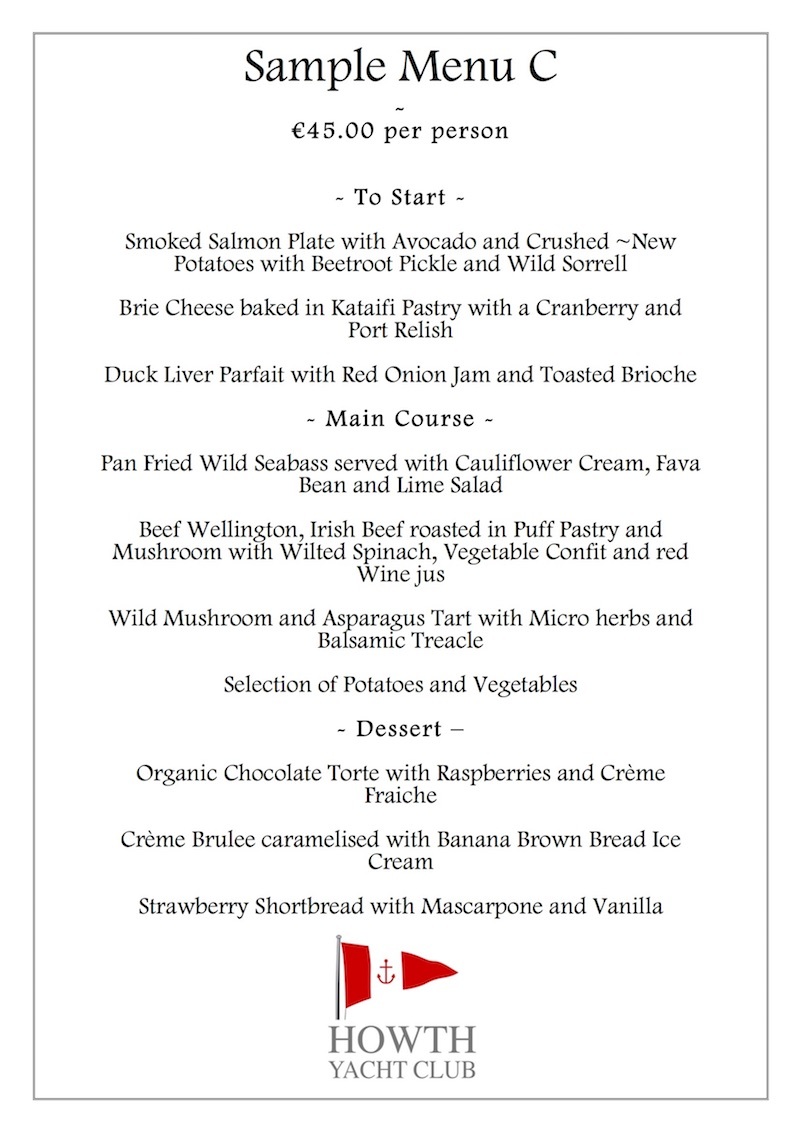 Sample Menu C
~
€45.00 per person
~ To Start ~
Smoked Salmon Plate with Avocado and Crushed ~New
Potatoes with Beetroot Pickle and Wild Sorrell
Brie Cheese baked in Kataifi Pastry with a Cranberry and
Port Relish
Duck Liver Parfait with Red Onion Jam and Toasted Brioche
~ Main Course ~
Pan Fried Wild Seabass served with Cauliflower Cream, Fava
Bean and Lime Salad
Beef Wellington, Irish Beef roasted in Puff Pastry and
Mushroom with Wilted Spinach, Vegetable Confit and red
Wine jus
Wild Mushroom and Asparagus Tart with Micro herbs and
Balsamic Treacle
Selection of Potatoes and Vegetables
~ Dessert –
Organic Chocolate Torte with Raspberries and Crème
Fraiche
Crème Brulee caramelised with Banana Brown Bread Ice
Cream
Strawberry Shortbread with Mascarpone and Vanilla
HOWTH
YACHT CLUB